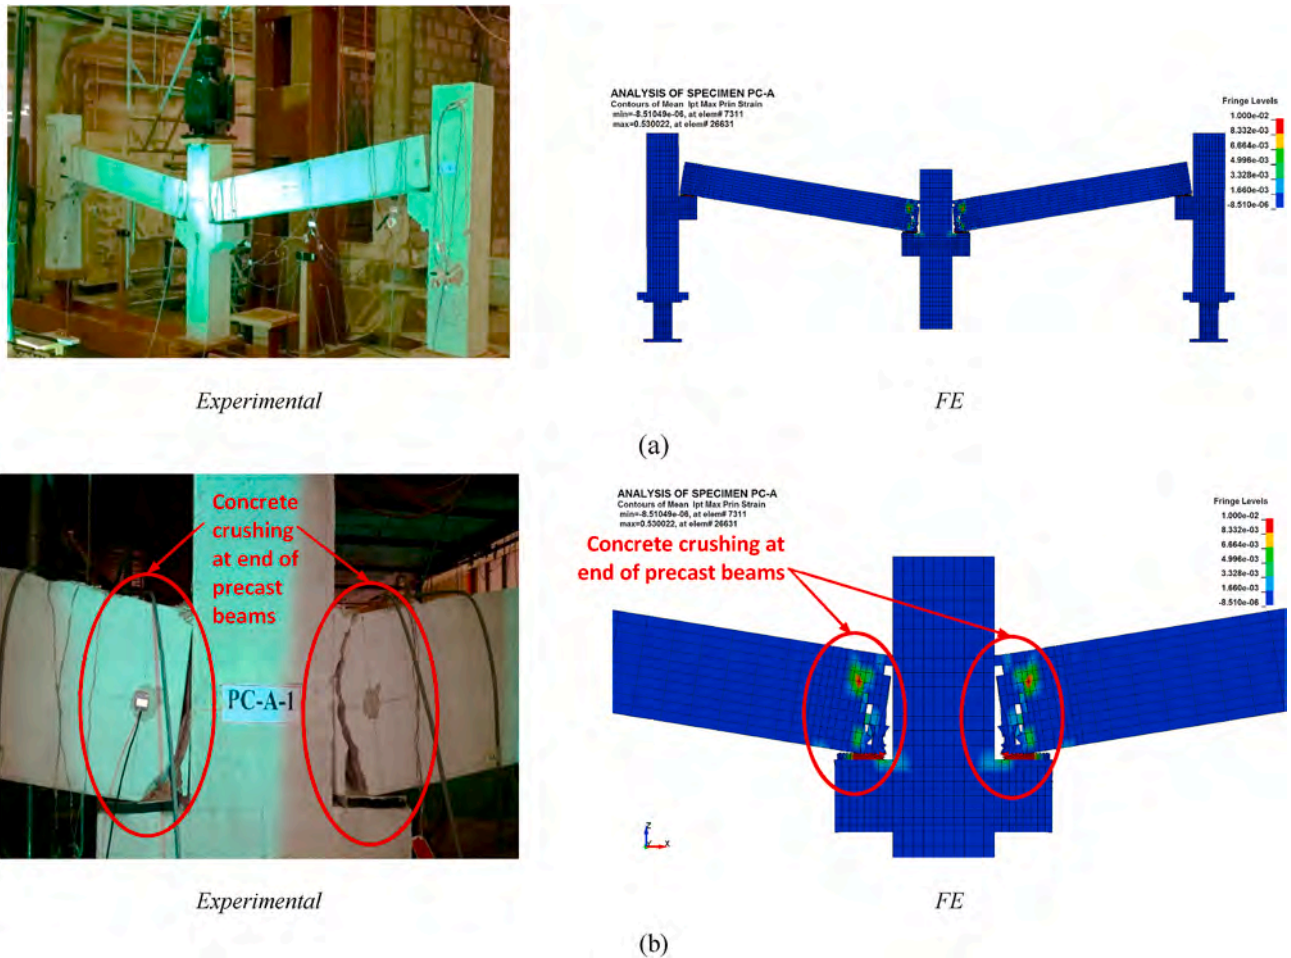 ANALYSIS OF SPECIMEN PC-A
Contours of Mean Ipt Max Prin Strain
min=-8.51049e-06, at elem# 7311
max=0.530022, at elem# 26631
Fringe Levels
1.000e-02
8.332e-03
6.664e-03
4.996e-03
3.328e-03
1.660e-03
-8.510e-06
Experimental
FE
(a)
Concrete
crushing
at end of
precast
beams
PC-A-1
ANALYSIS OF SPECIMEN PC-A
Contours of Mean Ipt Max Prin Strain
min=-8.51049e-06, at elem# 7311
max=0.530022, at elem# 26631
Concrete crushing at
end of precast beams
Fringe Levels
1.000e-02
8.332e-03
6.664e-03
4.996e-03
3.328e-03
1.660e-03
-8.510e-06
Z
Y
X
Experimental
FE
(b)